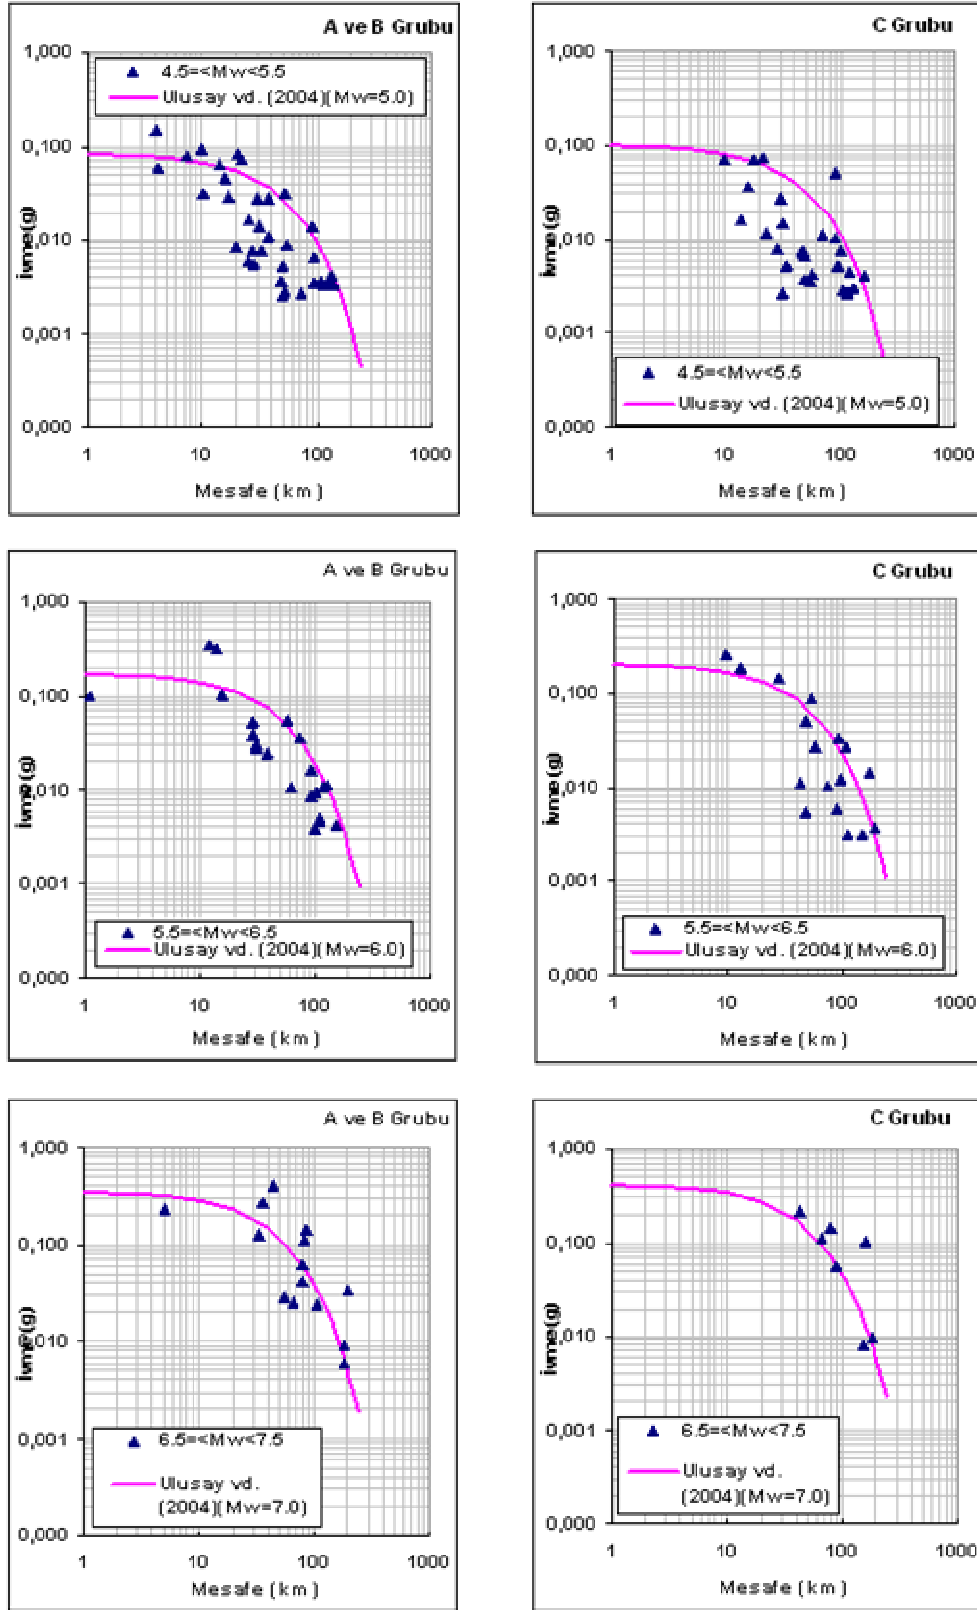 A ve B Grubu
1,000
4.5=<Mw<5.5
Ulusay vd. (2004)(Mw=5.0)
0,100
0,010
0,001
0,000
İvme(g)
1 10 100 1000
Mesafe (km)
C Grubu
1,000
0,100
0,010
0,001
4.5=<Mw<5.5
Ulusay vd. (2004)(Mw=5.0)
0,000
İvme(g)
1 10 100 1000
Mesafe (km)
A ve B Grubu
1,000
0,100
0,010
0,001
5.5=<Mw<6.5
Ulusay vd. (2004)(Mw=6.0)
0,000
İvme(g)
1 10 100 1000
Mesafe (km)
C Grubu
1,000
0,100
0,010
0,001
5.5=<Mw<6.5
Ulusay vd. (2004)(Mw=6.0)
0,000
İvme(g)
1 10 100 1000
Mesafe (km)
A ve B Grubu
1,000
0,100
0,010
0,001
6.5=<Mw<7.5
Ulusay vd.
(2004)(Mw=7.0)
0,000
İvme(g)
1 10 100 1000
Mesafe (km)
C Grubu
1,000
0,100
0,010
0,001
6.5=<Mw<7.5
Ulusay vd.
(2004)(Mw=7.0)
0,000
İvme(g)
1 10 100 1000
Mesafe (km)